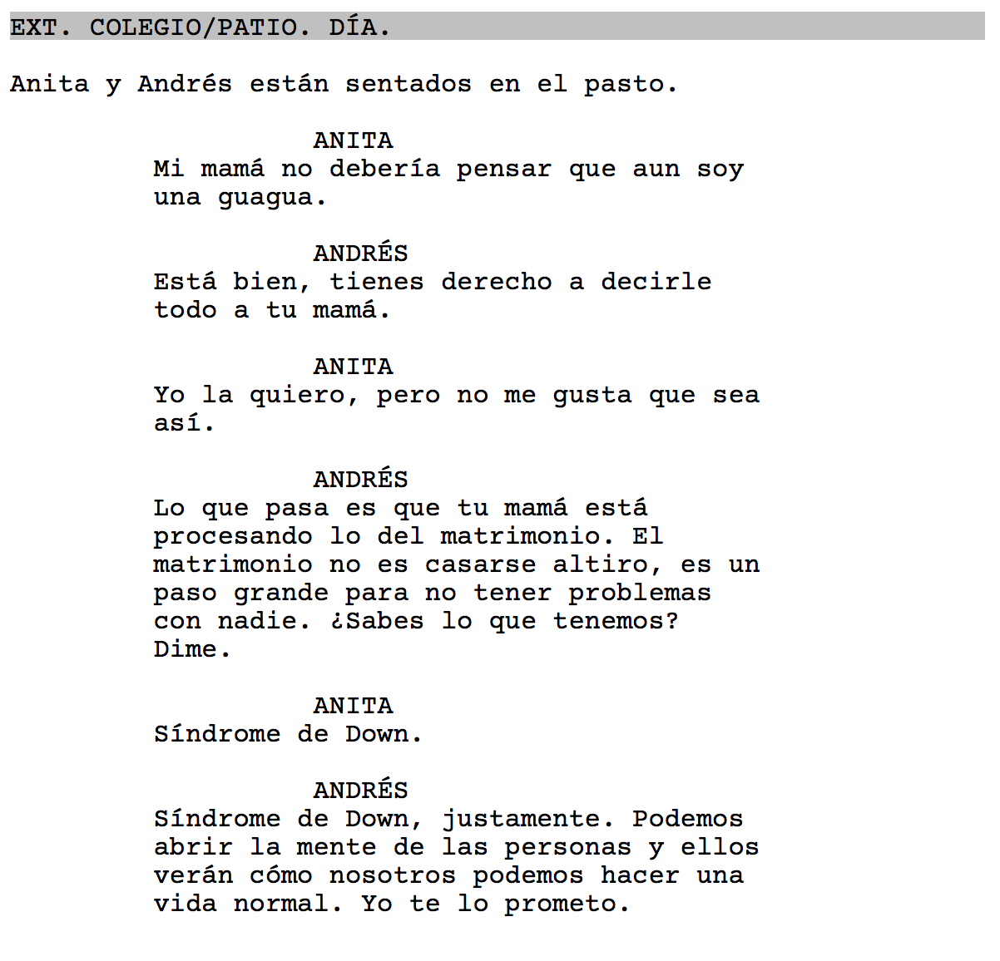 EXT. COLEGIO/PATIO. DÍA.
Anita y Andrés están sentados en el pasto.
ANITA
Mi mamá no debería pensar que aun soy
una guagua.
ANDRÉS
Está bien, tienes derecho a decirle
todo a tu mamá.
ANITA
Yo la quiero, pero no me gusta que sea
así.
ANDRÉS
Lo que pasa es que tu mamá está
procesando lo del matrimonio. El
matrimonio no es casarse altiro, es un
paso grande para no tener problemas
con nadie. ¿Sabes lo que tenemos?
Dime.
ANITA
Síndrome de Down.
ANDRÉS
Síndrome de Down, justamente. Podemos
abrir la mente de las personas y ellos
verán cómo nosotros podemos hacer una
vida normal. Yo te lo prometo.